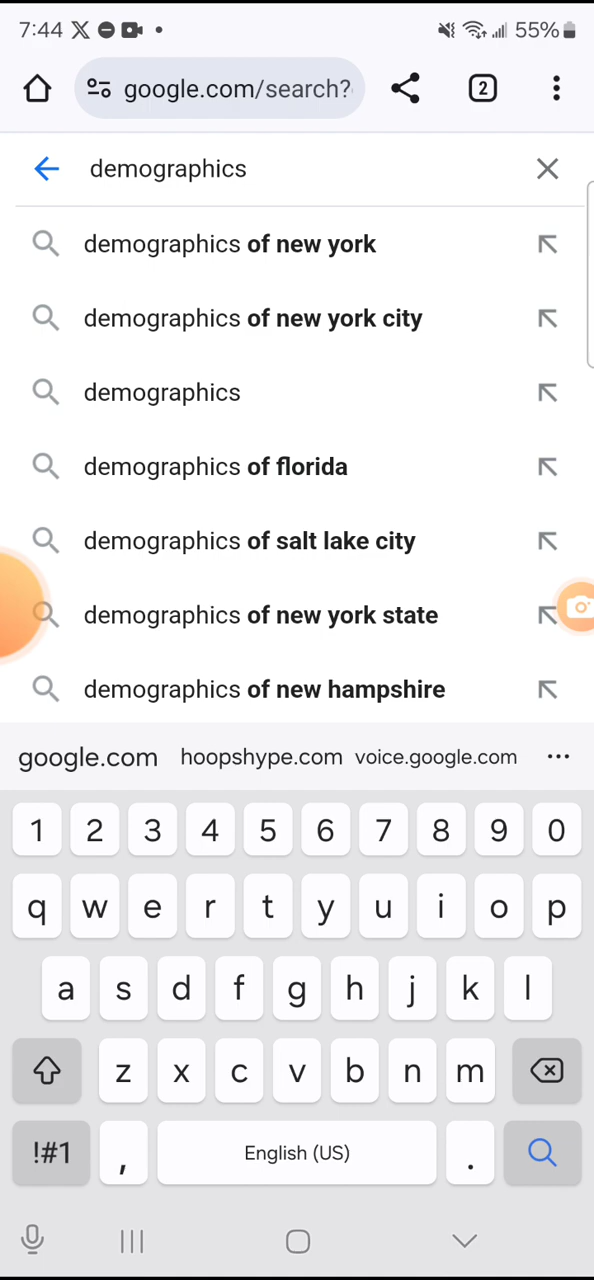 7:44 55%
google.com/search?
2
demographics
demographics of new york
demographics of new york city
demographics
demographics of florida
demographics of salt lake city
demographics of new york state
demographics of new hampshire
google.com hoopshype.com voice.google.com ...
1 2 3 4 5 6 7 8 9 0
q w e r t y u i o p
a s d f g h j k l
z x c v b n m
!#1 , English (US) .